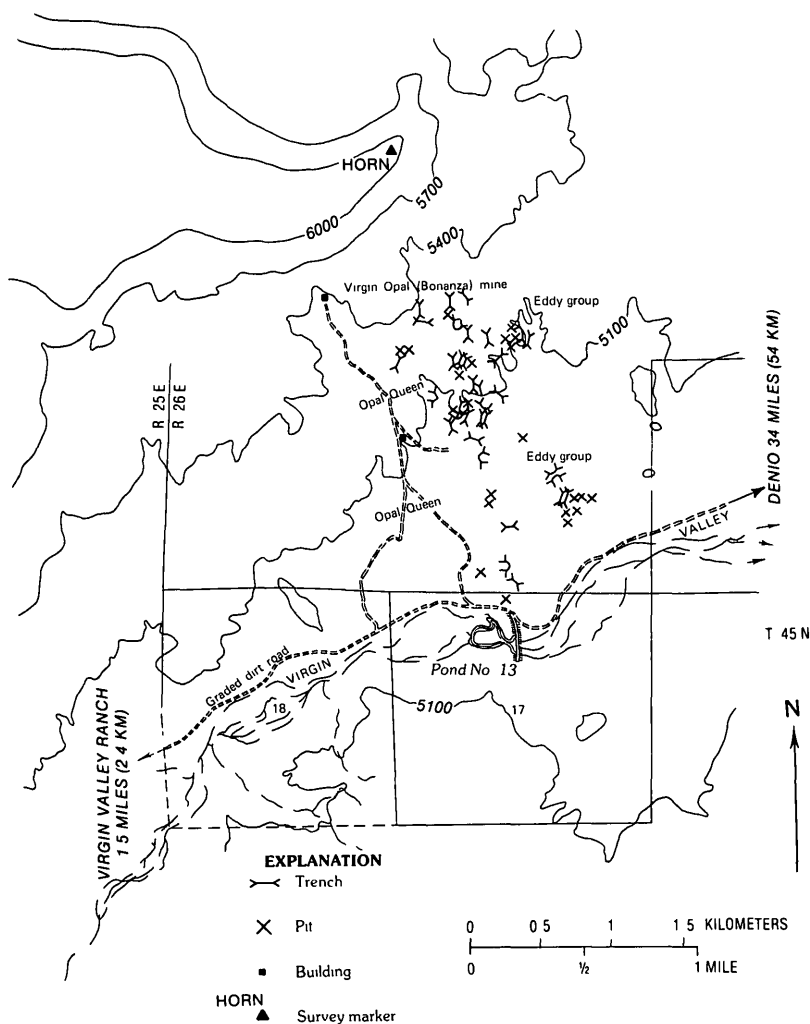 HORN
6000
5700
5400
Virgin Opal (Bonanza) mine
Eddy group
5100
R 25 E
R 26 E
Opal Queen
DENIO 34 MILES (54 KM)
Eddy group
Opal Queen
VALLEY
T 45 N
Graded dirt road
VIRGIN
Pond No 13
18
5100
17
N
VIRGIN VALLEY RANCH
1 5 MILES (2 4 KM)
EXPLANATION
Trench
Pit
Building
HORN
Survey marker
0 0 5 1 1 5 KILOMETERS
0 ½ 1 MILE